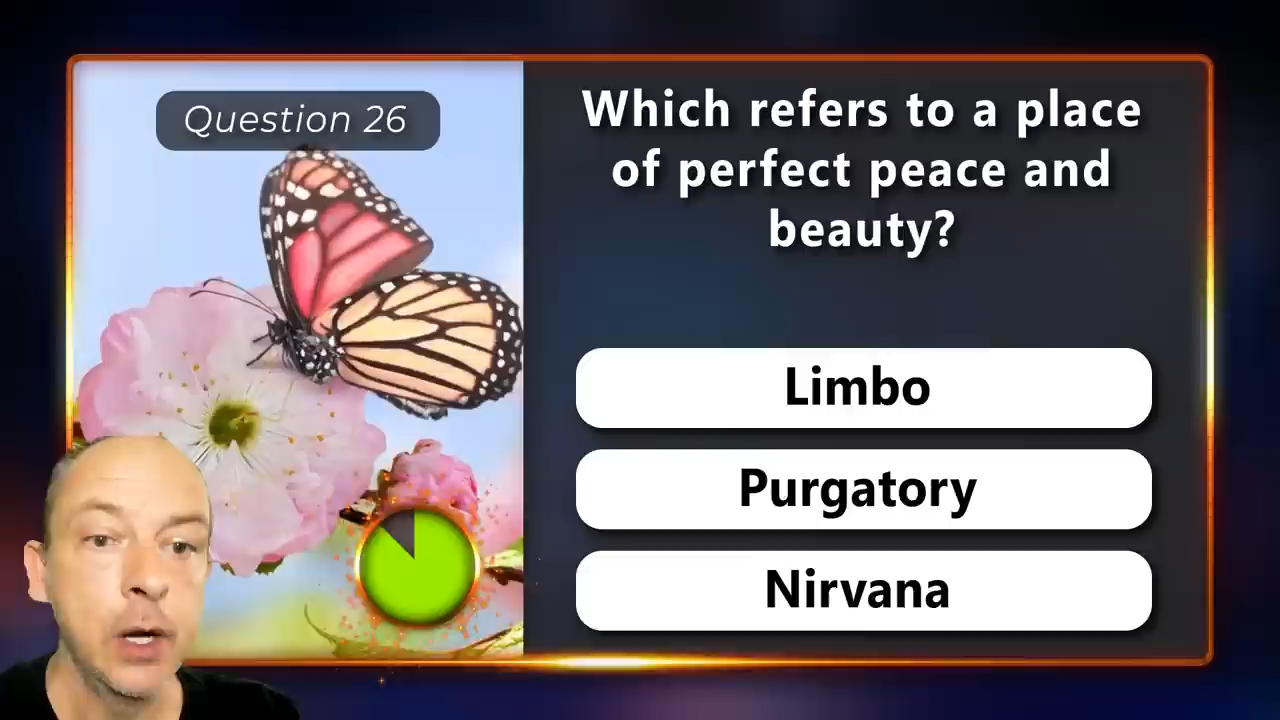 Question 26
Which refers to a place
of perfect peace and
beauty?
Limbo
Purgatory
Nirvana